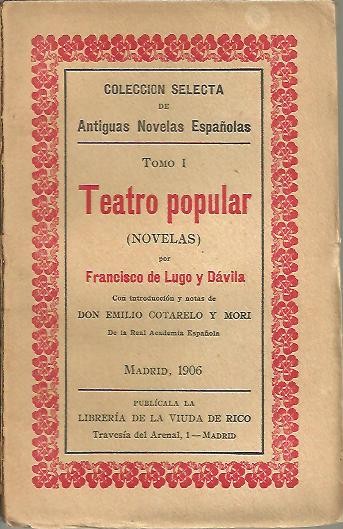 COLECCION SELECTA
DE
Antiguas Novelas Españolas
TOMO I
Teatro popular
(NOVELAS)
por
Francisco de Lugo y Dávila
Con introducción y notas de
DON EMILIO COTARELO Y MORI
De la Real Academia Española
MADRID, 1906
PUBLÍCALA LA
LIBRERÍA DE LA VIUDA DE RICO
Travesía del Arenal, 1—MADRID